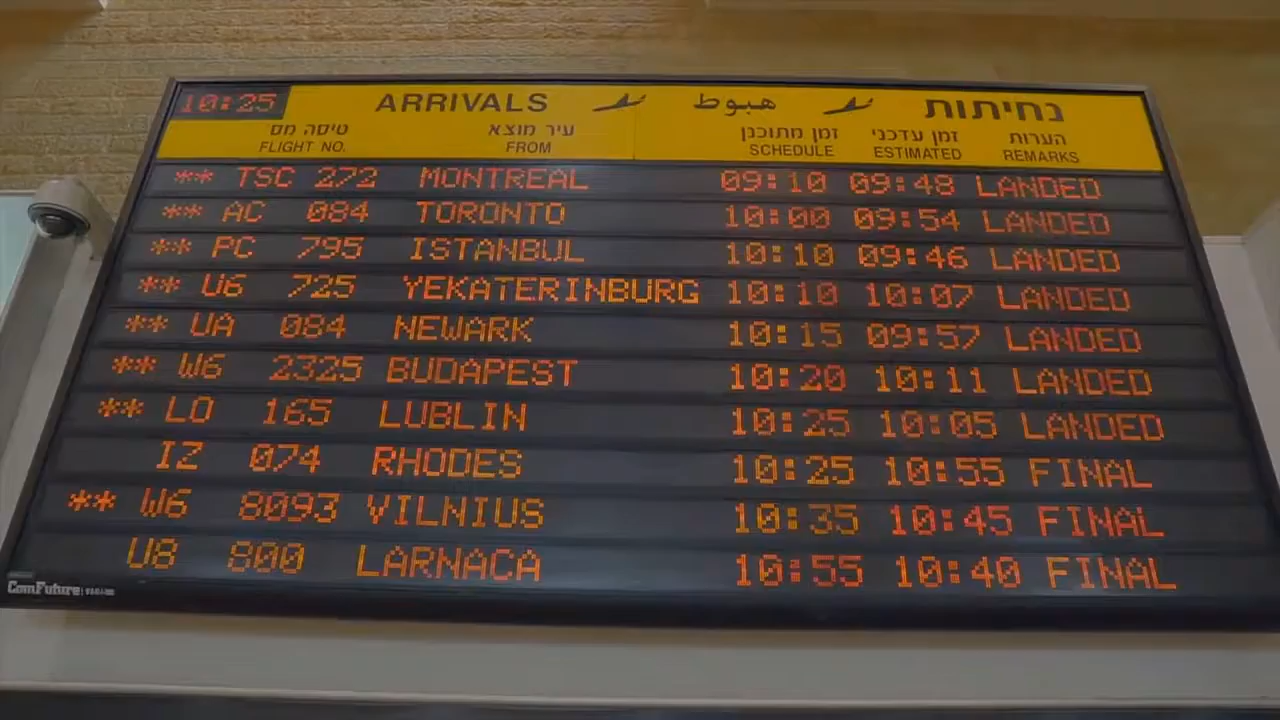 10:25 ARRIVALS هبوط נחיתות
טיסה מס עיר מוצא זמן מתוכנן זמן עדכני הערות
FLIGHT NO. FROM SCHEDULE ESTIMATED REMARKS
** TSC 272 MONTREAL 09:10 09:48 LANDED
** AC 084 TORONTO 10:00 09:54 LANDED
** PC 795 ISTANBUL 10:10 09:46 LANDED
** U6 725 YEKATERINBURG 10:10 10:07 LANDED
** UA 084 NEWARK 10:15 09:57 LANDED
** W6 2325 BUDAPEST 10:20 10:11 LANDED
** LO 165 LUBLIN 10:25 10:05 LANDED
IZ 074 RHODES 10:25 10:55 FINAL
** W6 8093 VILNIUS 10:35 10:45 FINAL
U8 800 LARNACA 10:55 10:40 FINAL
ComFuture